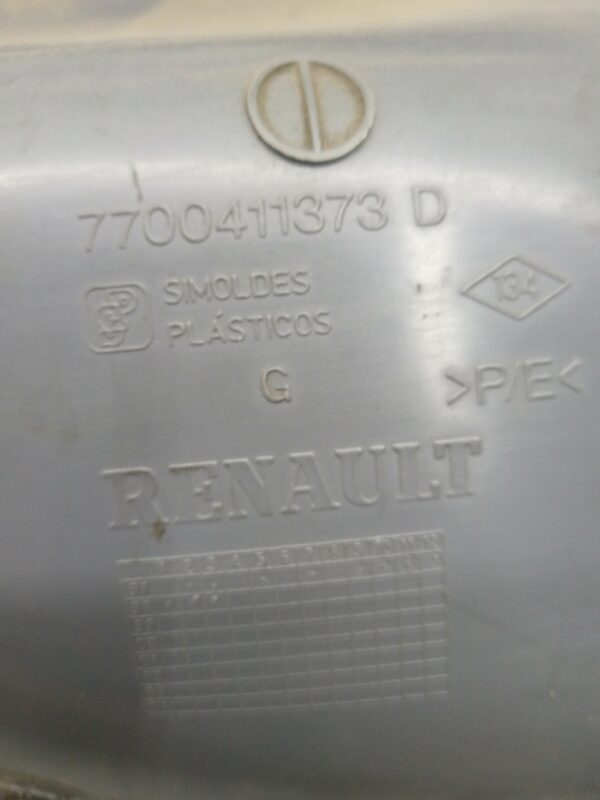 7700411373 D
SIMOLDES
PLÁSTICOS
134
G
>P/E<
RENAULT